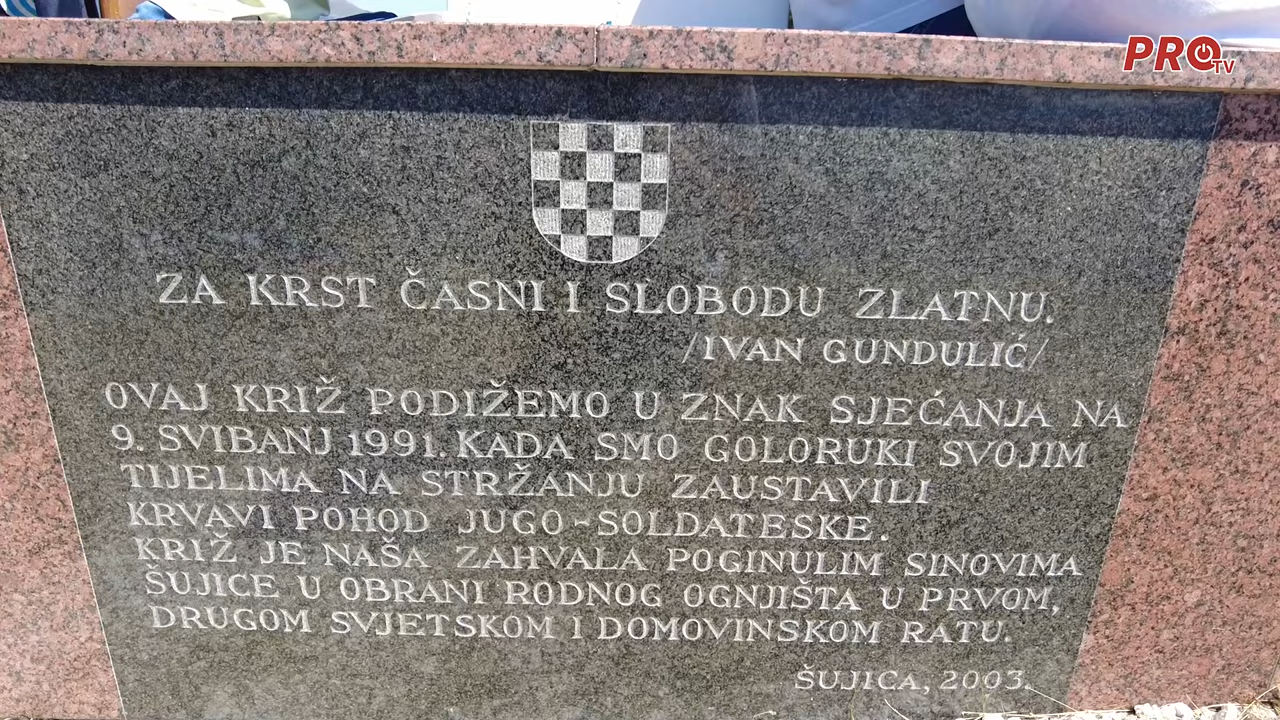 PRO TV
ZA KRST ČASNI I SLOBODU ZLATNU.
/IVAN GUNDULIĆ/
OVAJ KRIŽ PODIŽEMO U ZNAK SJEĆANJA NA
9. SVIBANJ 1991. KADA SMO GOLORUKI SVOJIM
TIJELIMA NA STRŽANJU ZAUSTAVILI
KRVAVI POHOD JUGO-SOLDATESKE.
KRIŽ JE NAŠA ZAHVALA POGINULIM SINOVIMA
ŠUJICE U OBRANI RODNOG OGNJIŠTA U PRVOM,
DRUGOM SVJETSKOM I DOMOVINSKOM RATU.
ŠUJICA, 2003.